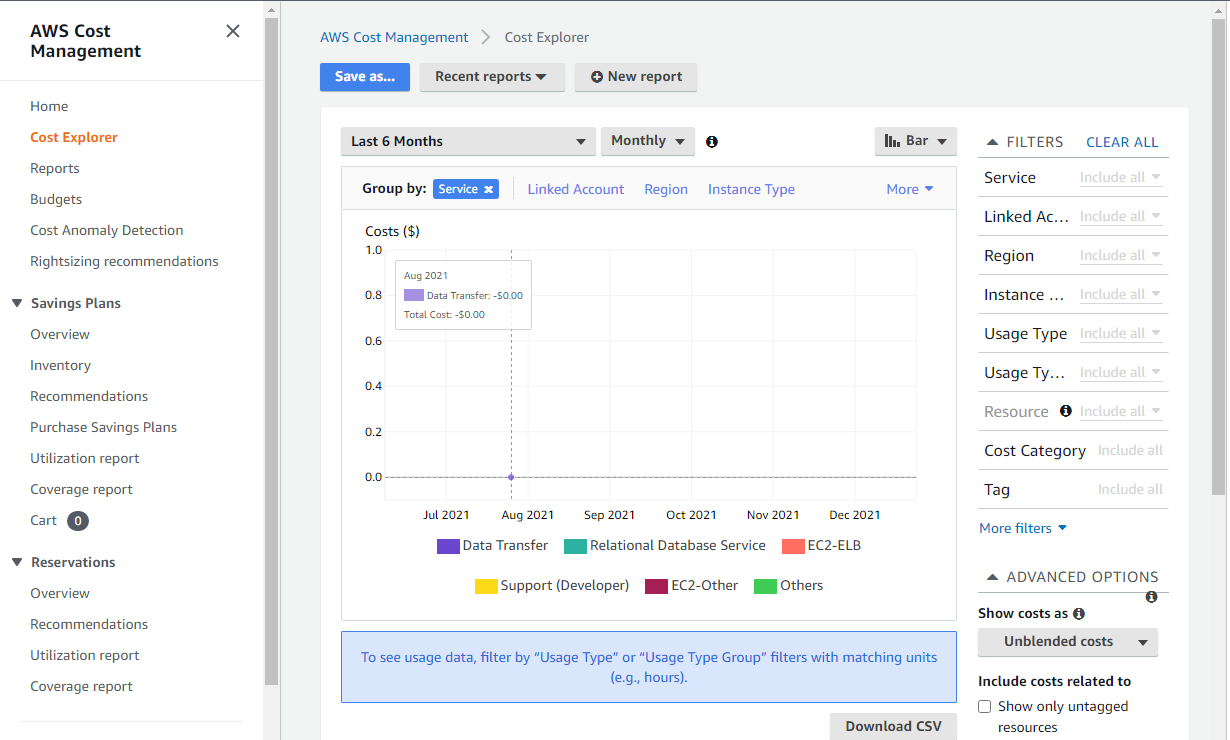 AWS Cost
Management
Home
Cost Explorer
Reports
Budgets
Cost Anomaly Detection
Rightsizing recommendations
Savings Plans
Overview
Inventory
Recommendations
Purchase Savings Plans
Utilization report
Coverage report
Cart 0
Reservations
Overview
Recommendations
Utilization report
Coverage report
AWS Cost Management Cost Explorer
Save as... Recent reports New report
Last 6 Months Monthly Bar
Group by: Service Linked Account Region Instance Type More
Costs ($)
1.0
0.8
0.6
0.4
0.2
0.0
Aug 2021
Data Transfer: -$0.00
Total Cost: -$0.00
Jul 2021 Aug 2021 Sep 2021 Oct 2021 Nov 2021 Dec 2021
Data Transfer Relational Database Service EC2-ELB
Support (Developer) EC2-Other Others
To see usage data, filter by “Usage Type” or “Usage Type Group” filters with matching units
(e.g., hours).
Download CSV
FILTERS CLEAR ALL
Service Include all
Linked Ac... Include all
Region Include all
Instance ... Include all
Usage Type Include all
Usage Ty... Include all
Resource Include all
Cost Category Include all
Tag Include all
More filters
ADVANCED OPTIONS
Show costs as
Unblended costs
Include costs related to
Show only untagged
resources